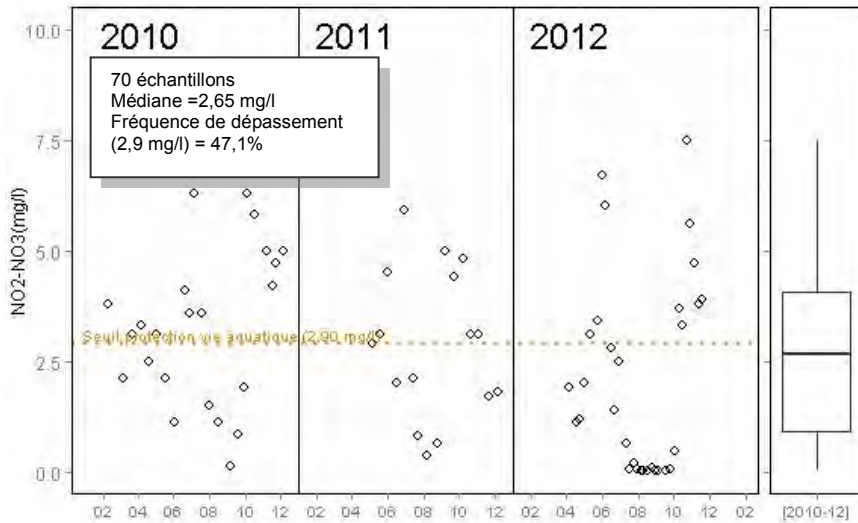 2010 2011 2012
70 échantillons
Médiane =2,65 mg/l
Fréquence de dépassement
(2,9 mg/l) = 47,1%
NO2-NO3(mg/l)
10.0
7.5
5.0
2.5
0.0
Seuil protection vie aquatique (2.90 mg/l
02 04 06 08 10 12 02 04 06 08 10 12 02 04 06 08 10 12 02
[2010-12]